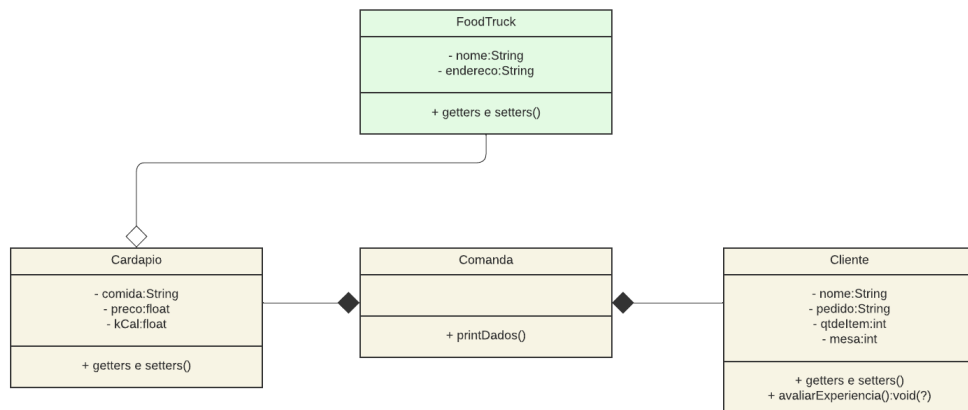 FoodTruck
- nome:String
- endereco:String
+ getters e setters()
Cardapio
- comida:String
- preco:float
- kCal:float
+ getters e setters()
Comanda
+ printDados()
Cliente
- nome:String
- pedido:String
- qtdeItem:int
- mesa:int
+ getters e setters()
+ avaliarExperiencia():void(?)